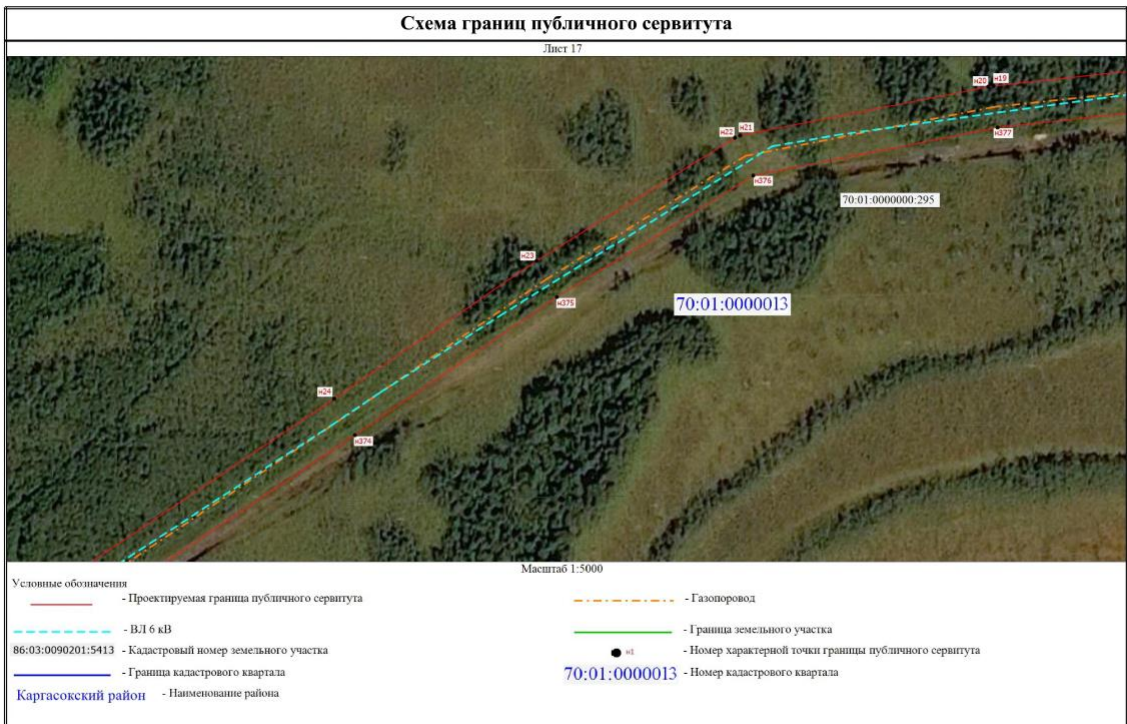 Схема границ публичного сервитута
Лист 17
н20 н19
н22 н21
н377
н376
70:01:0000000:295
н23
н375
70:01:0000013
н24
н374
Масштаб 1:5000
Условные обозначения
- Проектируемая граница публичного сервитута
- Газопоровод
- ВЛ 6 кВ
- Граница земельного участка
86:03:0090201:5413 - Кадастровый номер земельного участка
н1 - Номер характерной точки границы публичного сервитута
- Граница кадастрового квартала
70:01:0000013 - Номер кадастрового квартала
Каргасокский район - Наименование района